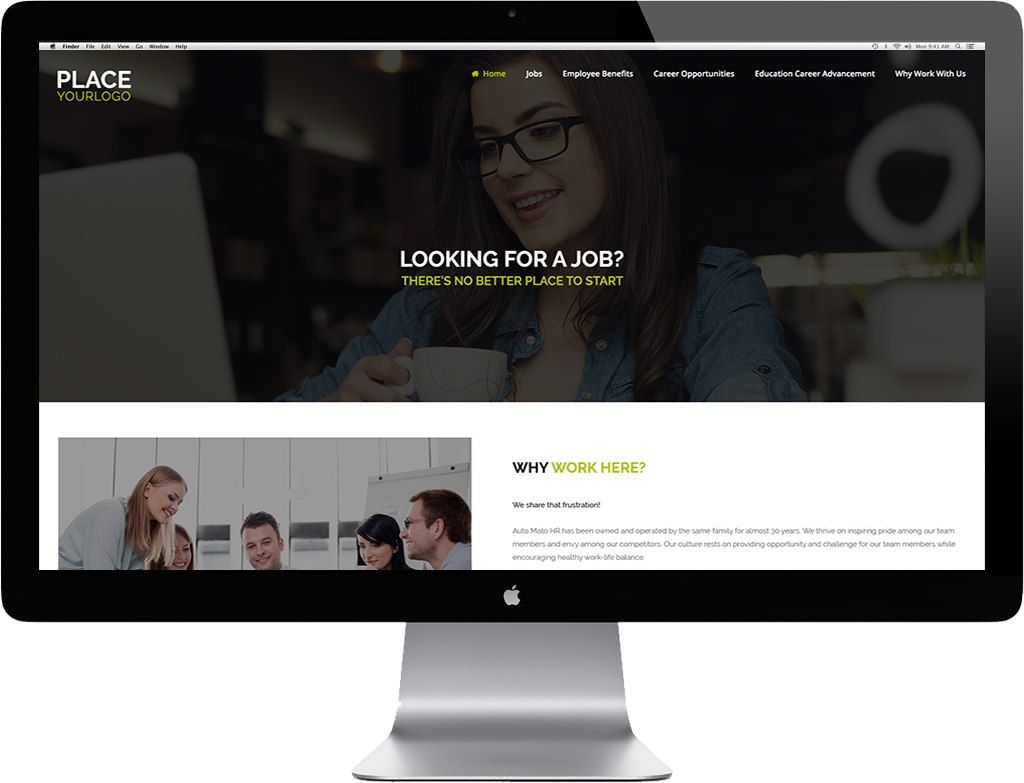 Finder File Edit View Go Window Help
Mon 9:41 AM
PLACE
YOURLOGO
Home Jobs Employee Benefits Career Opportunities Education Career Advancement Why Work With Us
LOOKING FOR A JOB?
THERE'S NO BETTER PLACE TO START
WHY WORK HERE?
We share that frustration!
Auto Moto HR has been owned and operated by the same family for almost 30 years. We thrive on inspiring pride among our team
members and envy among our competitors. Our culture rests on providing opportunity and challenge for our team members while
encouraging healthy work-life balance.